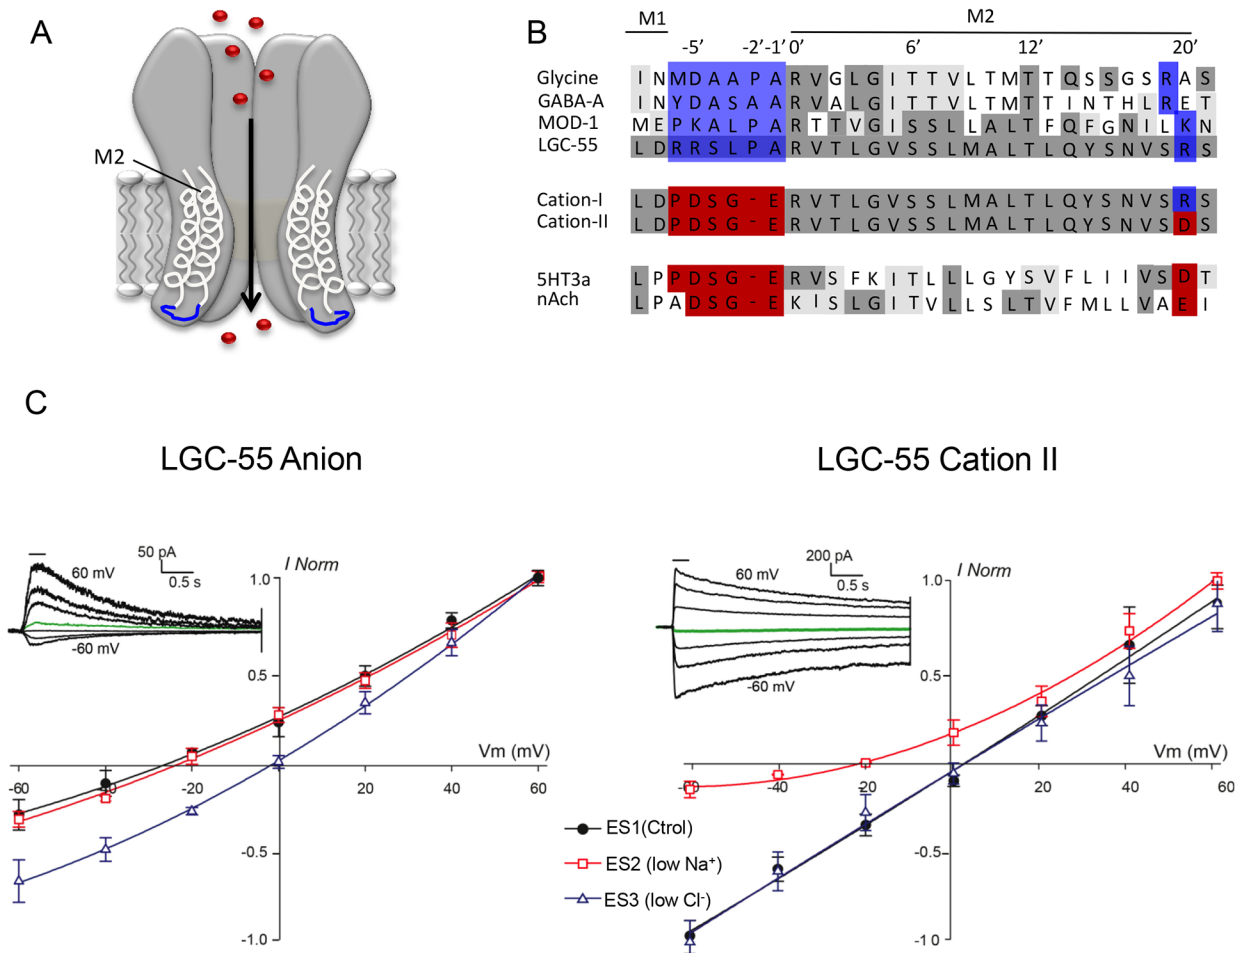 A
M2
B
M1
M2
-5' -2' -1' 0' 6' 12' 20'
Glycine I N M D A A P A R V G L G I T T V L T M T T Q S S G S R A S
GABA-A I N Y D A S A A R V A L G I T T V L T M T T I N T H L R E T
MOD-1 M E P K A L P A R T T V G I S S L L A L T F Q F G N I L K N
LGC-55 L D R R S L P A R V T L G V S S L M A L T L Q Y S N V S R S
Cation-I L D P D S G - E R V T L G V S S L M A L T L Q Y S N V S R S
Cation-II L D P D S G - E R V T L G V S S L M A L T L Q Y S N V S D S
5HT3a L P P D S G - E R V S F K I T L L L G Y S V F L I I V S D T
nAch L P A D S G - E K I S L G I T V L L S L T V F M L L V A E I
C
LGC-55 Anion
50 pA
0.5 s
60 mV
-60 mV
I Norm
1.0
0.5
Vm (mV)
-60 -20 20 40 60
-0.5
-1.0
LGC-55 Cation II
200 pA
0.5 s
60 mV
-60 mV
I Norm
1.0
0.5
Vm (mV)
-40 -20 20 40 60
-0.5
-1 0
ES1(Ctrol)
ES2 (low Na⁺)
ES3 (low Cl⁻)